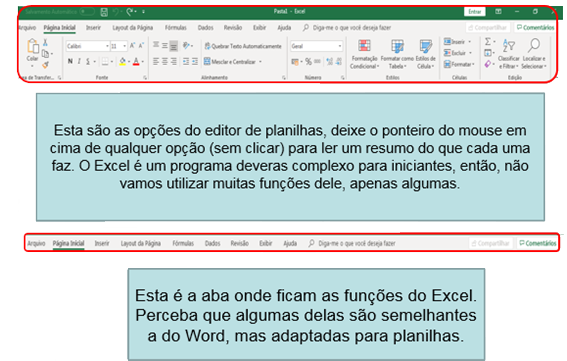 Salvamento Automático
Pasta1 - Excel
Entrar
Arquivo Página Inicial Inserir Layout da Página Fórmulas Dados Revisão Exibir Ajuda Diga-me o que você deseja fazer Compartilhar Comentários
Colar
Calibri 11 A A
Quebrar Texto Automaticamente
Geral
N I S
Mesclar e Centralizar
% 000
Formatação Condicional
Formatar como Tabela
Estilos de Célula
Inserir
Excluir
Formatar
Classificar e Filtrar
Localizar e Selecionar
a de Transfer... Fonte Alinhamento Número Estilos Células Edição
Esta são as opções do editor de planilhas, deixe o ponteiro do mouse em
cima de qualquer opção (sem clicar) para ler um resumo do que cada uma
faz. O Excel é um programa deveras complexo para iniciantes, então, não
vamos utilizar muitas funções dele, apenas algumas.
Arquivo Página Inicial Inserir Layout da Página Fórmulas Dados Revisão Exibir Ajuda Diga-me o que você deseja fazer Compartilhar Comentários
Esta é a aba onde ficam as funções do Excel.
Perceba que algumas delas são semelhantes
a do Word, mas adaptadas para planilhas.